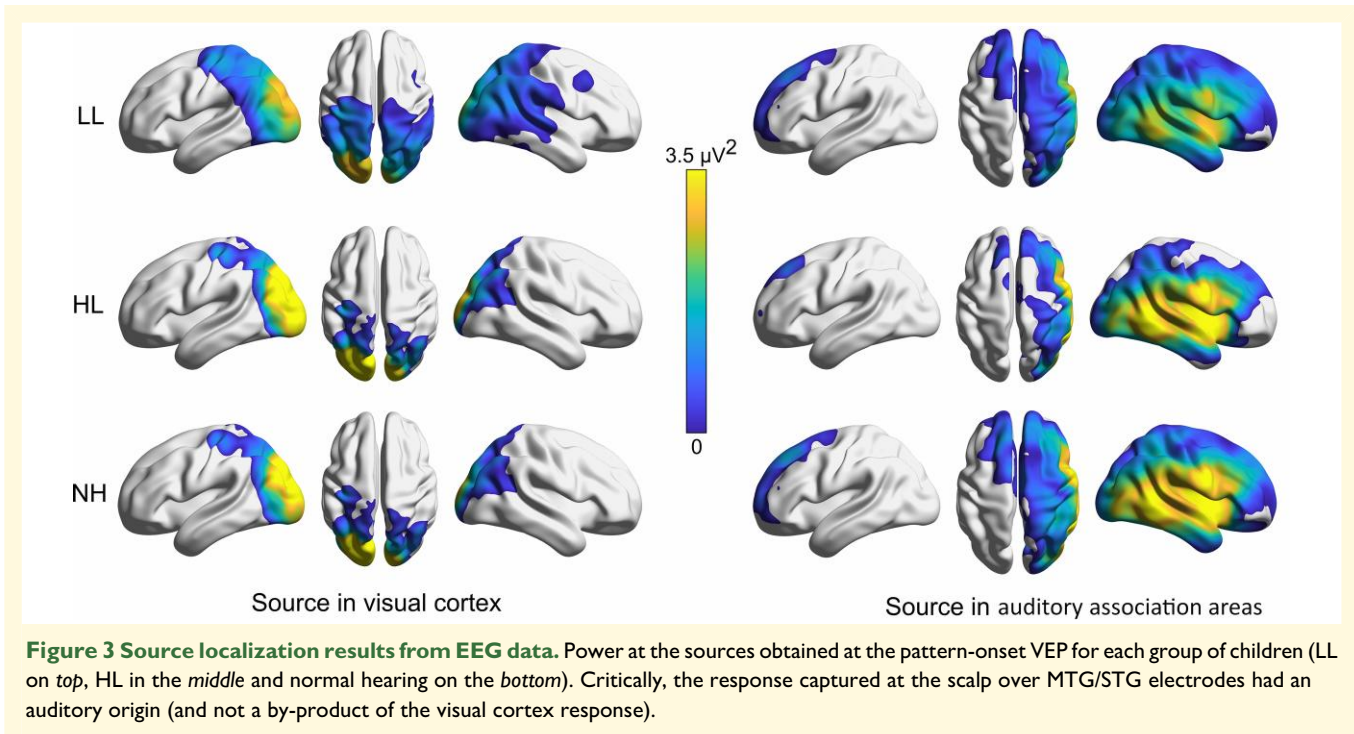 LL
3.5 µV2
HL
0
NH
Source in visual cortex
Source in auditory association areas
Figure 3 Source localization results from EEG data. Power at the sources obtained at the pattern-onset VEP for each group of children (LL
on top, HL in the middle and normal hearing on the bottom). Critically, the response captured at the scalp over MTG/STG electrodes had an
auditory origin (and not a by-product of the visual cortex response).